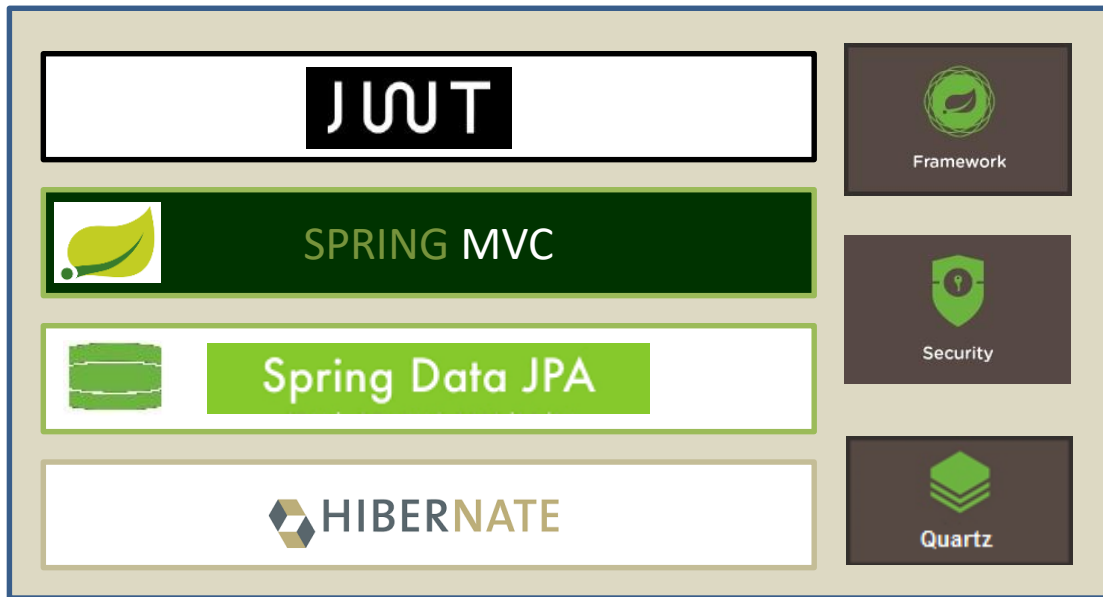 JWT
SPRING MVC
Spring Data JPA
HIBERNATE
Framework
Security
Quartz